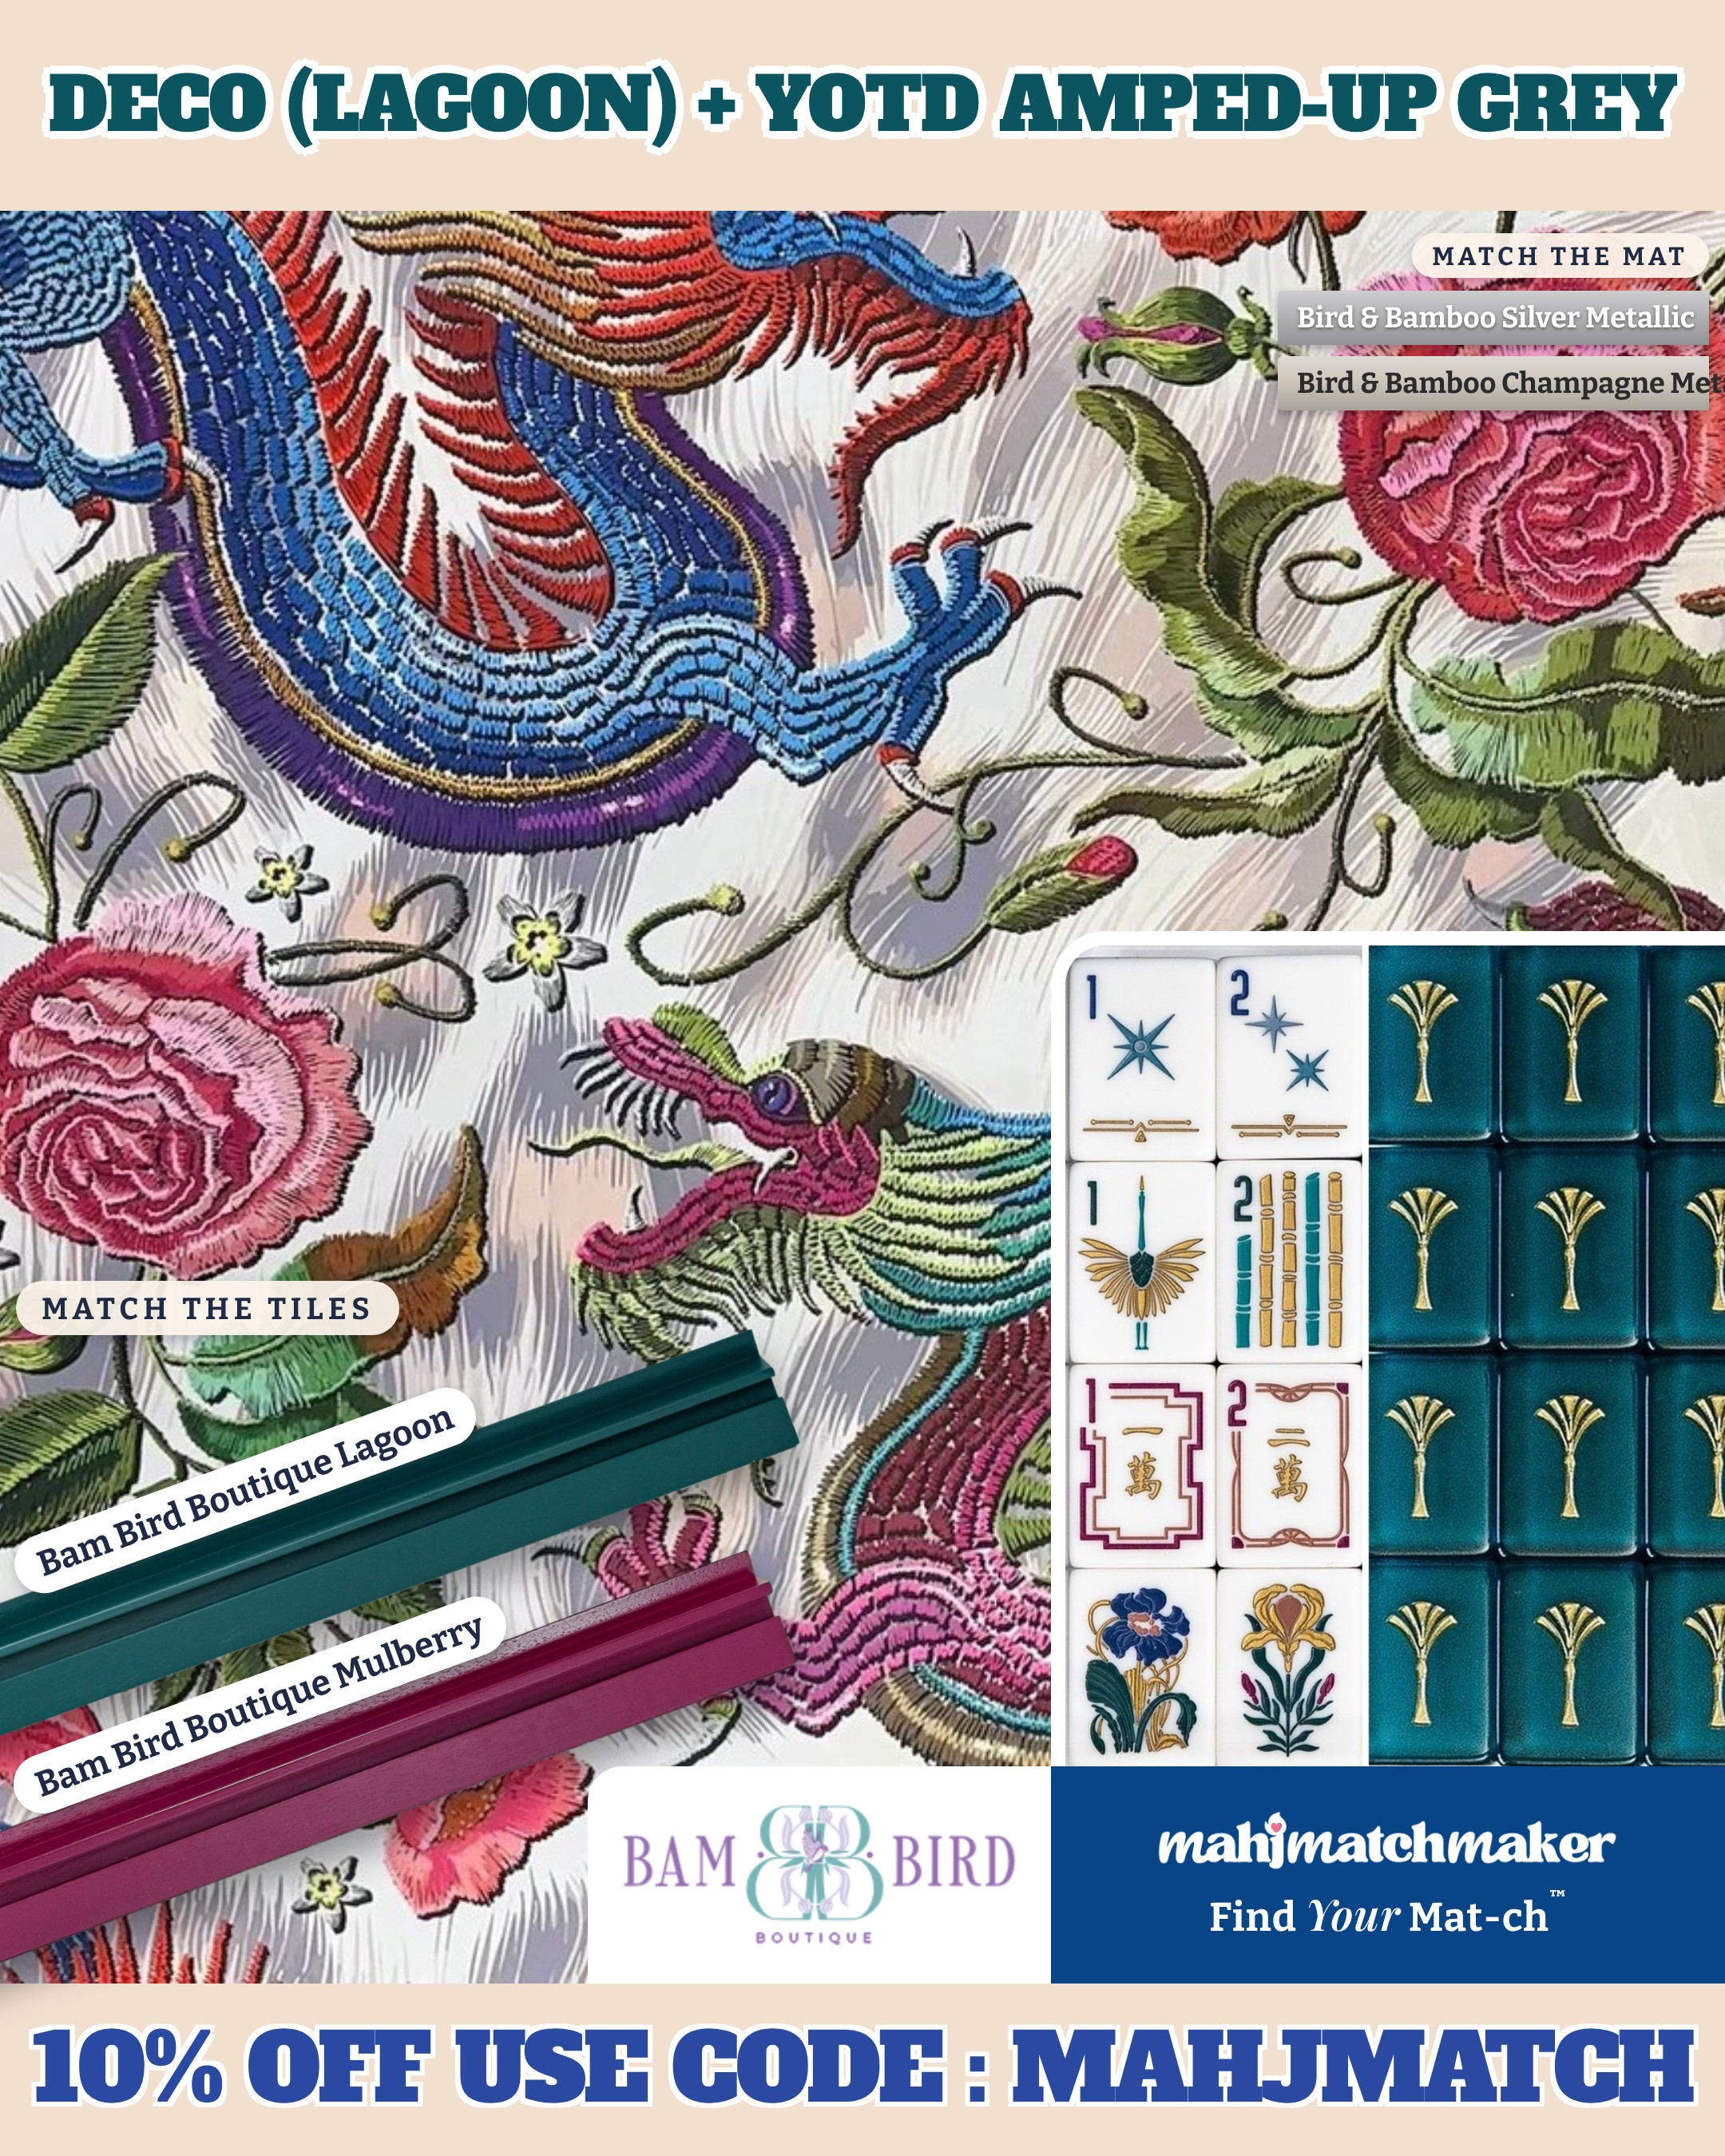 DECO (LAGOON) + YOTD AMPED-UP GREY
MATCH THE MAT
Bird & Bamboo Silver Metallic
Bird & Bamboo Champagne Met
1
2
1
2
1
2
一
二
萬
萬
MATCH THE TILES
Bam Bird Boutique Lagoon
Bam Bird Boutique Mulberry
BAM BIRD
BOUTIQUE
mahjmatchmaker
Find Your Mat-ch™
10% OFF USE CODE : MAHJMATCH